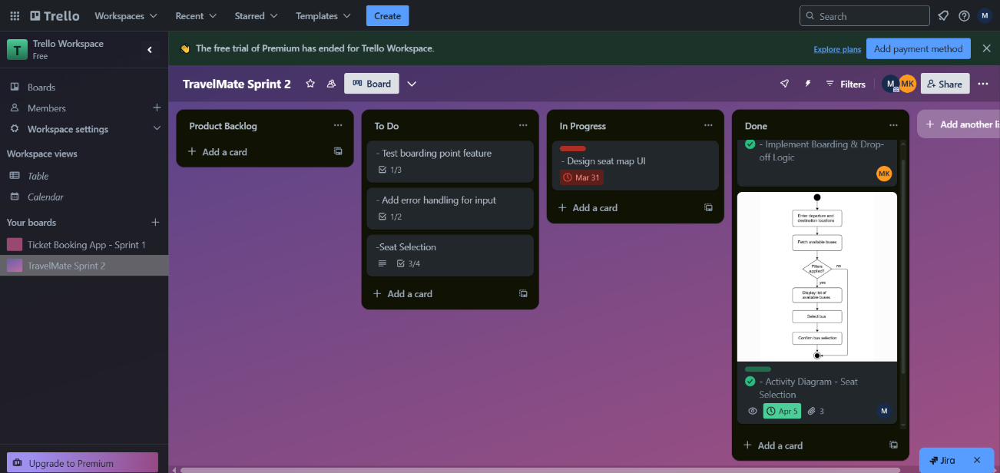 Trello Workspaces Recent Starred Templates Create Search M
T Trello Workspace
Free
The free trial of Premium has ended for Trello Workspace. Explore plans Add payment method
TravelMate Sprint 2 Board Filters M MK Share
Boards
Members
Workspace settings
Workspace views
Table
Calendar
Your boards
Ticket Booking App - Sprint 1
TravelMate Sprint 2
Upgrade to Premium
Product Backlog
Add a card
To Do
- Test boarding point feature
1/3
- Add error handling for input
1/2
-Seat Selection
3/4
Add a card
In Progress
- Design seat map UI
Mar 31
Add a card
Done
- Implement Boarding & Drop-
off Logic
MK
Enter departure and
destination locations
Fetch available buses
Filters
applied?
no
yes
Display list of
available buses
Select bus
Confirm bus selection
- Activity Diagram - Seat
Selection
Apr 5 3 M
Add a card
Add another li
Jira